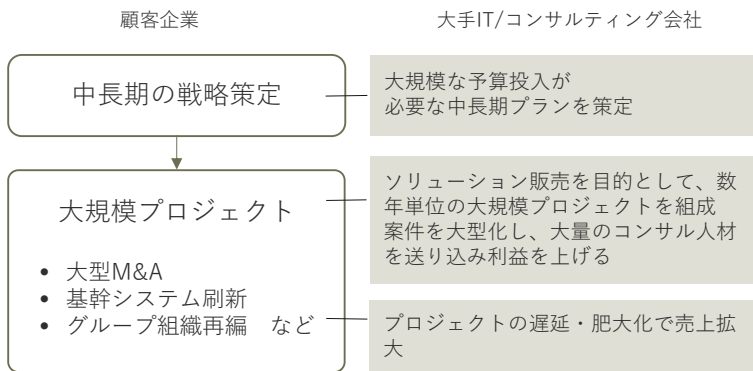 顧客企業
大手IT/コンサルティング会社
中長期の戦略策定
大規模な予算投入が
必要な中長期プランを策定
大規模プロジェクト
• 大型M&A
• 基幹システム刷新
• グループ組織再編　など
ソリューション販売を目的として、数
年単位の大規模プロジェクトを組成
案件を大型化し、大量のコンサル人材
を送り込み利益を上げる
プロジェクトの遅延・肥大化で売上拡
大